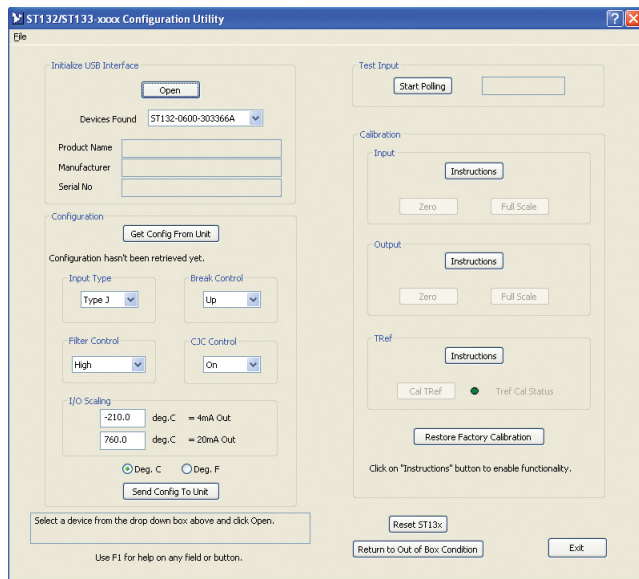 ST132/ST133-xxxx Configuration Utility
File
Initialize USB Interface
Open
Devices Found
ST132-0600-303366A
Product Name
Manufacturer
Serial No
Configuration
Get Config From Unit
Configuration hasn't been retrieved yet.
Input Type
Type J
Break Control
Up
Filter Control
High
CJC Control
On
I/O Scaling
-210.0 deg.C = 4mA Out
760.0 deg.C = 20mA Out
Deg. C Deg. F
Send Config To Unit
Select a device from the drop down box above and click Open.
Use F1 for help on any field or button.
Test Input
Start Polling
Calibration
Input
Instructions
Zero Full Scale
Output
Instructions
Zero Full Scale
TRef
Instructions
Cal TRef Tref Cal Status
Restore Factory Calibration
Click on "Instructions" button to enable functionality.
Reset ST13x
Return to Out of Box Condition
Exit